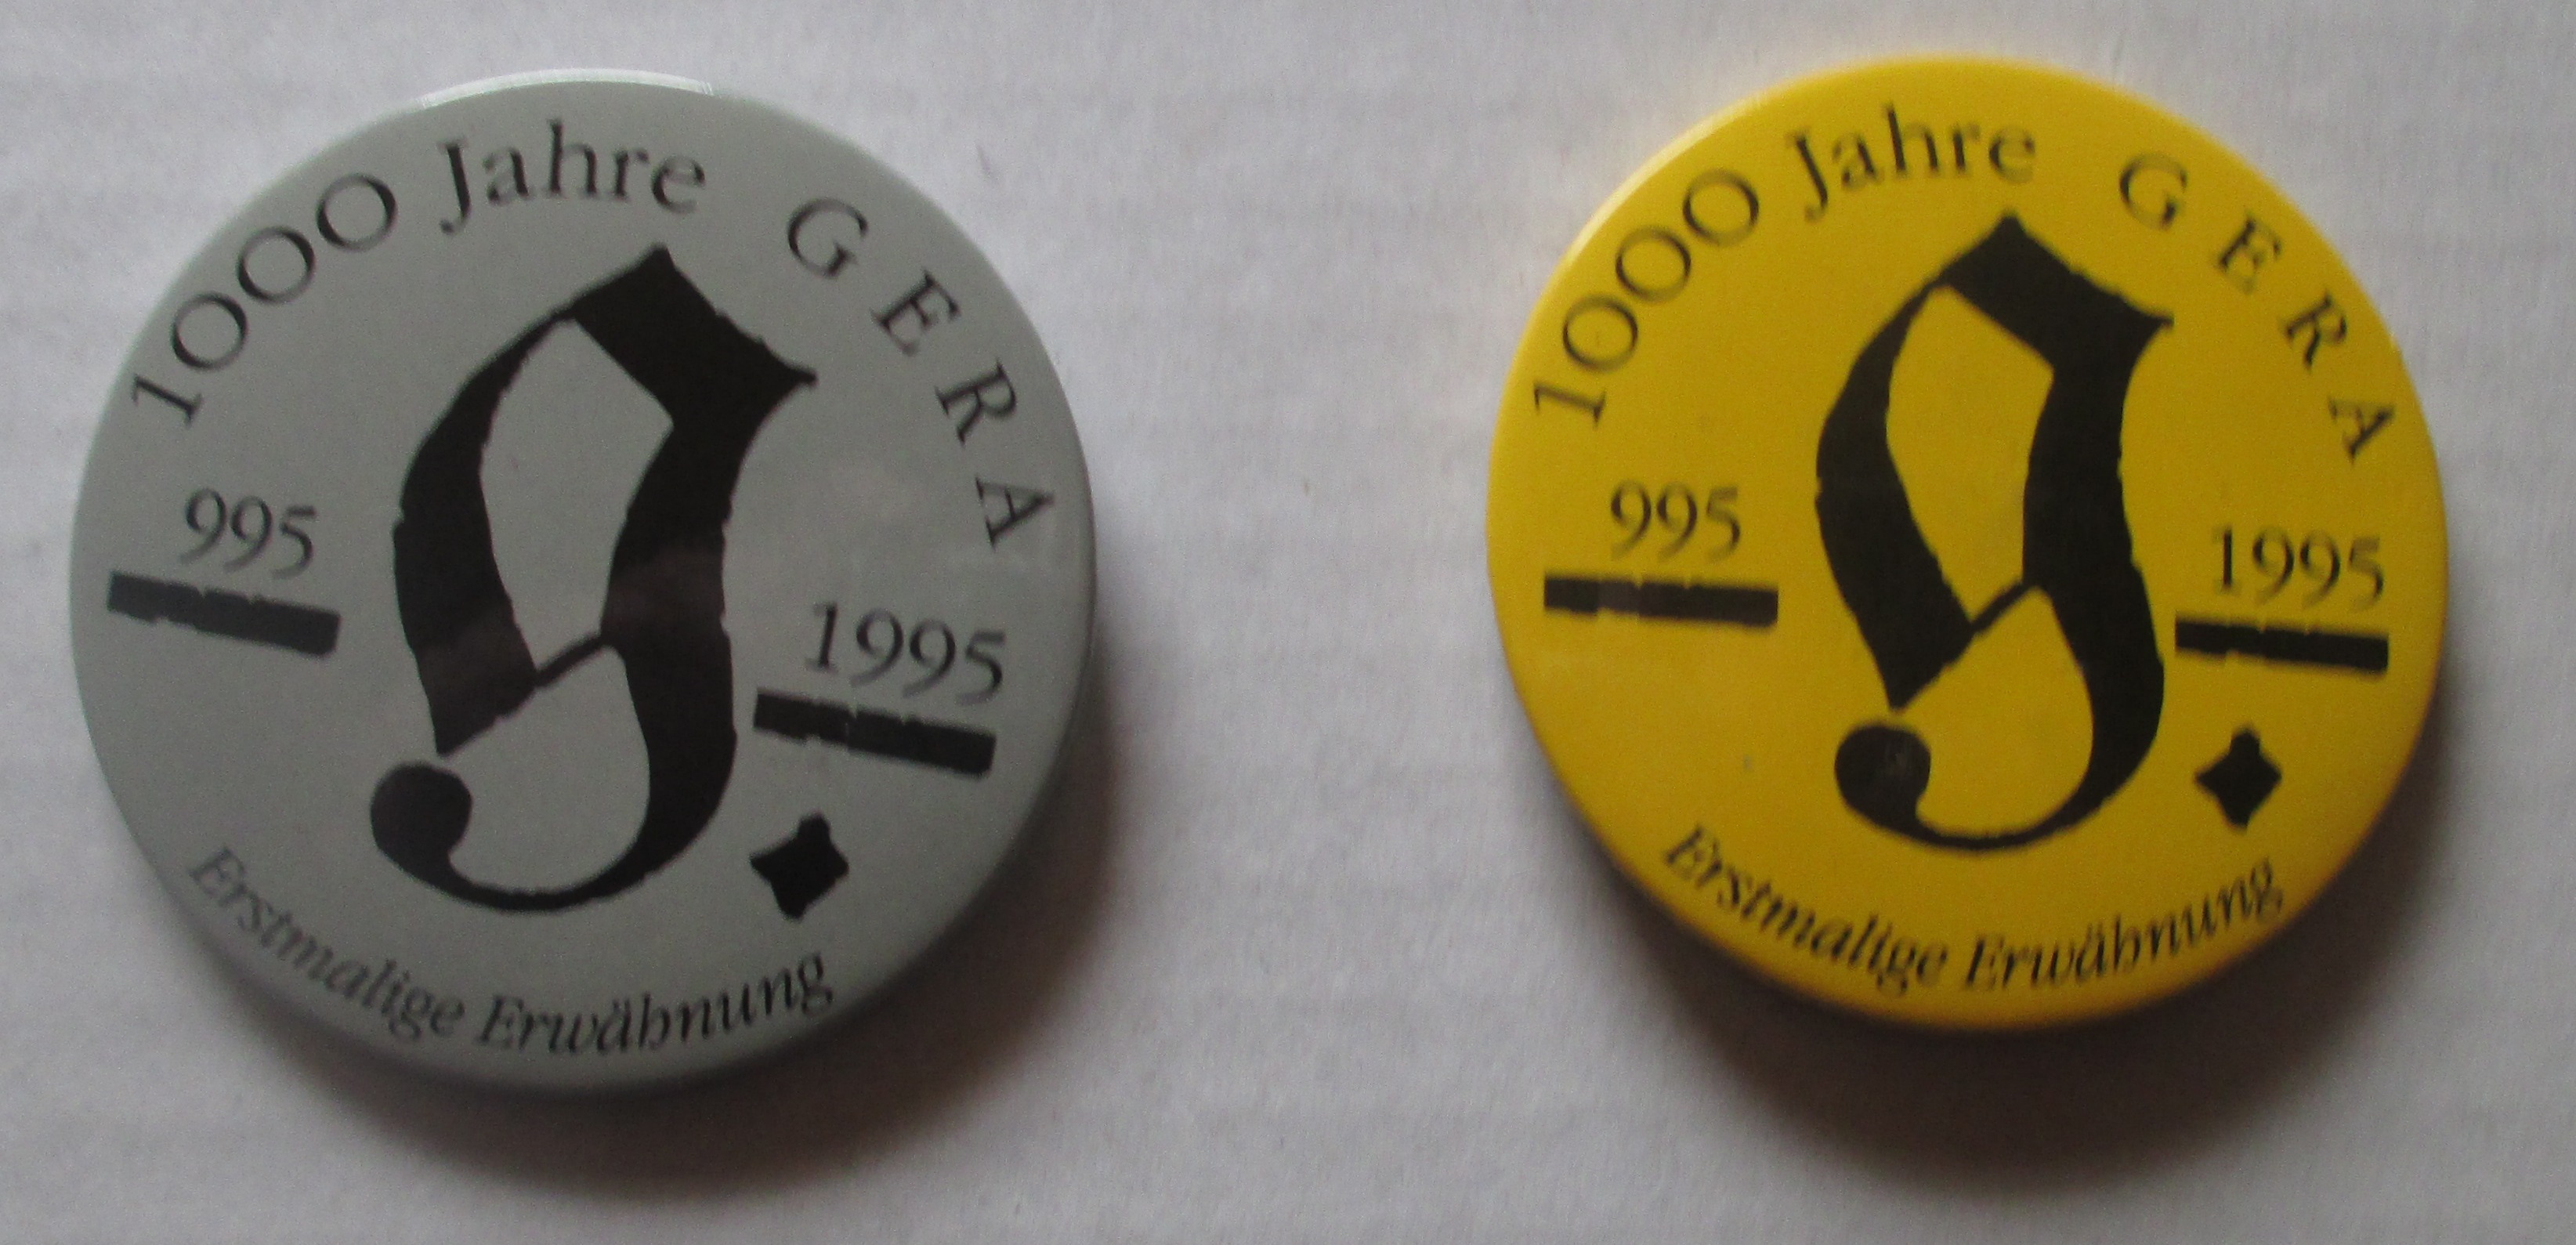 1000 Jahre GERA
995
g
1995
Erstmalige Erwähnung
1000 Jahre GERA
995
g
1995
Erstmalige Erwähnung